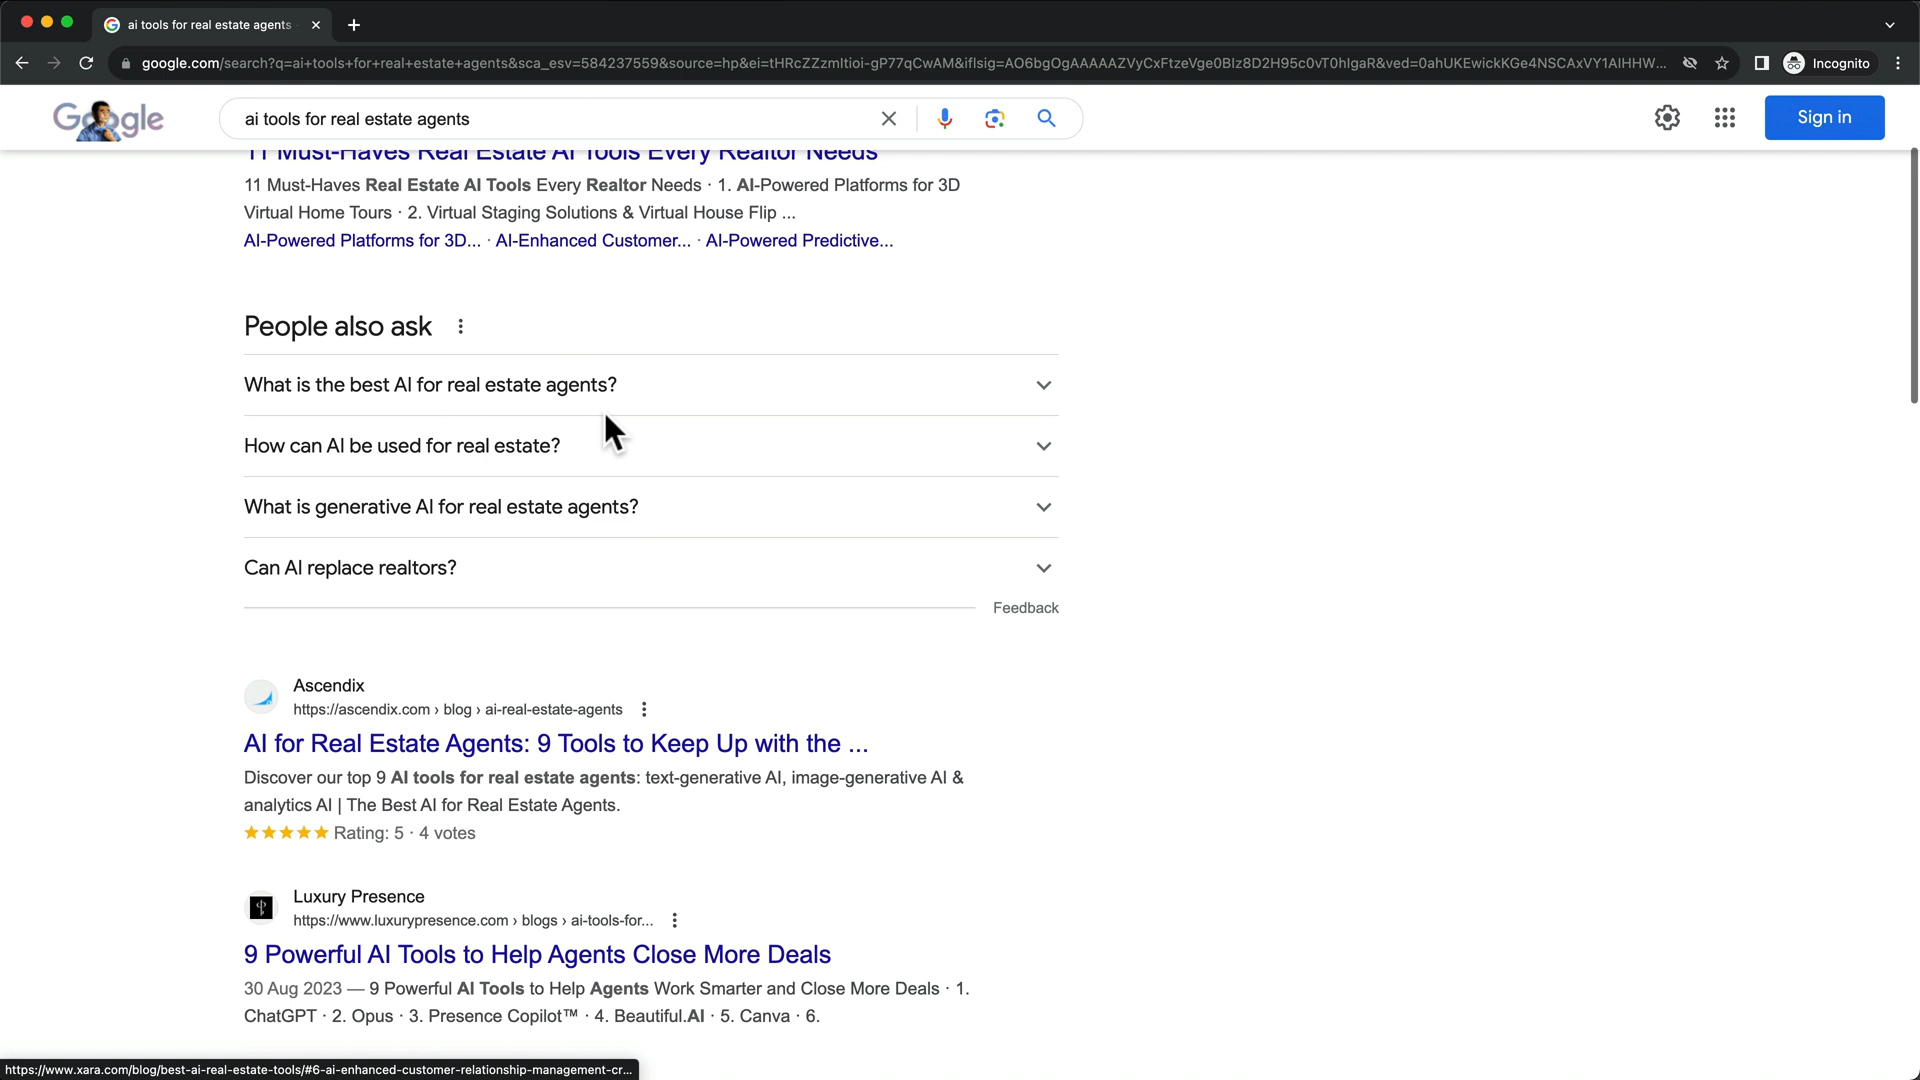 ai tools for real estate agents
google.com/search?q=ai+tools+for+real+estate+agents&sca_esv=584237559&source=hp&ei=tHRcZZzmItioi-gP77qCwAM&iflsig=AO6bgOgAAAAAZVyCxFtzeVge0BIz8D2H95c0vT0hIgaR&ved=0ahUKEwickKGe4NSCAxVY1AIHHW...
Incognito
Google
ai tools for real estate agents
Sign in
11 Must-Haves Real Estate AI Tools Every Realtor Needs
11 Must-Haves Real Estate AI Tools Every Realtor Needs · 1. AI-Powered Platforms for 3D
Virtual Home Tours · 2. Virtual Staging Solutions & Virtual House Flip ...
AI-Powered Platforms for 3D... · AI-Enhanced Customer... · AI-Powered Predictive...
People also ask
What is the best AI for real estate agents?
How can AI be used for real estate?
What is generative AI for real estate agents?
Can AI replace realtors?
Feedback
Ascendix
https://ascendix.com › blog › ai-real-estate-agents
AI for Real Estate Agents: 9 Tools to Keep Up with the ...
Discover our top 9 AI tools for real estate agents: text-generative AI, image-generative AI &
analytics AI | The Best AI for Real Estate Agents.
Rating: 5 · 4 votes
Luxury Presence
https://www.luxurypresence.com › blogs › ai-tools-for...
9 Powerful AI Tools to Help Agents Close More Deals
30 Aug 2023 — 9 Powerful AI Tools to Help Agents Work Smarter and Close More Deals · 1.
ChatGPT · 2. Opus · 3. Presence Copilot™ · 4. Beautiful.AI · 5. Canva · 6.
https://www.xara.com/blog/best-ai-real-estate-tools/#6-ai-enhanced-customer-relationship-management-cr...